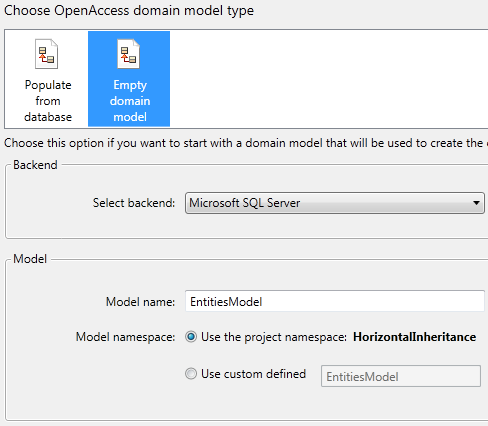 Choose OpenAccess domain model type
Populate from database
Empty domain model
Choose this option if you want to start with a domain model that will be used to create the
Backend
Select backend: Microsoft SQL Server
Model
Model name: EntitiesModel
Model namespace: Use the project namespace: HorizontalInheritance
Use custom defined EntitiesModel